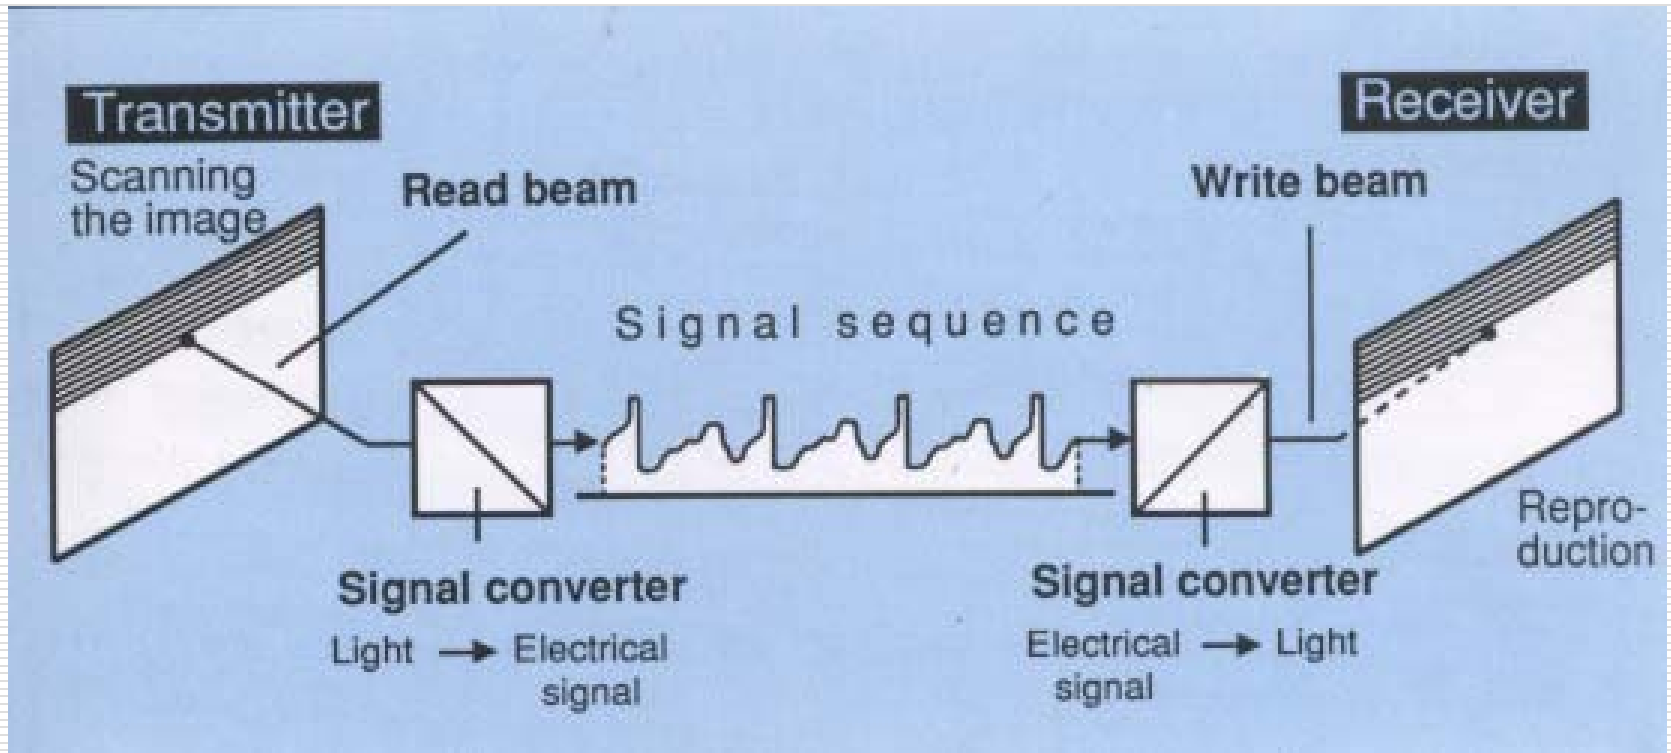 Transmitter
Receiver
Scanning
the image
Read beam
Write beam
Signal sequence
Repro-
duction
Signal converter
Signal converter
Light → Electrical
signal
Electrical → Light
signal